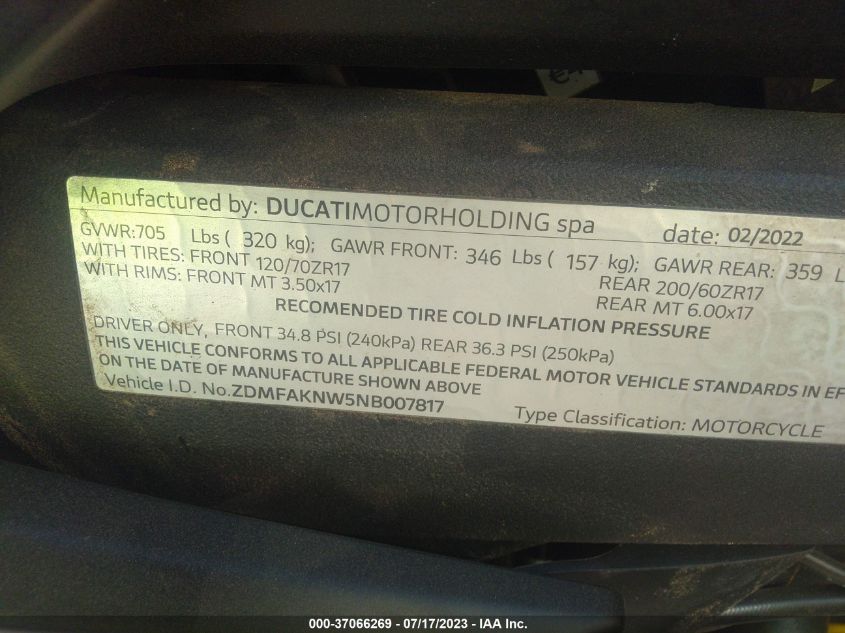 Manufactured by: DUCATIMOTORHOLDING spa date: 02/2022
GVWR:705 Lbs ( 320 kg); GAWR FRONT: 346 Lbs ( 157 kg); GAWR REAR: 359 L
WITH TIRES: FRONT 120/70ZR17 REAR 200/60ZR17
WITH RIMS: FRONT MT 3.50x17 REAR MT 6.00x17
RECOMENDED TIRE COLD INFLATION PRESSURE
DRIVER ONLY, FRONT 34.8 PSI (240kPa) REAR 36.3 PSI (250kPa)
THIS VEHICLE CONFORMS TO ALL APPLICABLE FEDERAL MOTOR VEHICLE STANDARDS IN EF
ON THE DATE OF MANUFACTURE SHOWN ABOVE
Vehicle I.D. No.ZDMFAKNW5NB007817 Type Classification: MOTORCYCLE
000-37066269 - 07/17/2023 - IAA Inc.